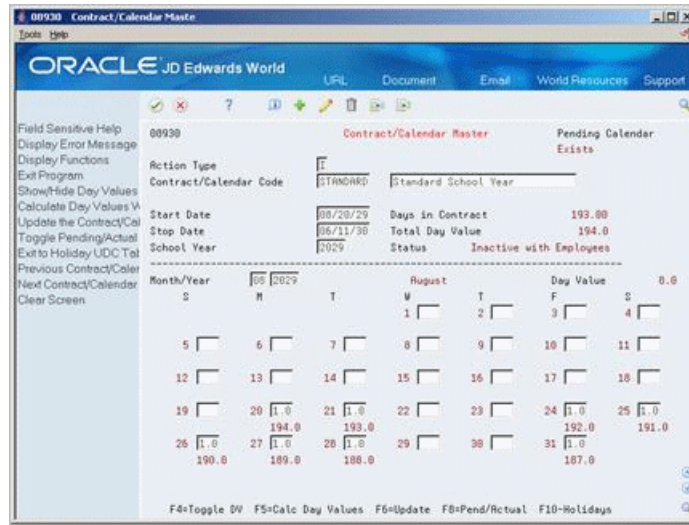 00930 Contract/Calendar Maste
Tools Help
ORACLE JD Edwards World
URL Document Email World Resources Support
Field Sensitive Help
Display Error Message
Display Functions
Exit Program
Show/Hide Day Values
Calculate Day Values W
Update the Contract/Cal
Toggle Pending/Actual
Exit to Holiday UDC Tab
Previous Contract/Calen
Next Contract/Calendar
Clear Screen
00930 Contract/Calendar Master Pending Calendar
Exists
Action Type I
Contract/Calendar Code STANDARD Standard School Year
Start Date 08/20/29 Days in Contract 193.00
Stop Date 06/11/30 Total Day Value 194.0
School Year 2029 Status Inactive with Employees
Month/Year 08 2029 August Day Value 8.0
S M T W T F S
1 2 3 4
5 6 7 8 9 10 11
12 13 14 15 16 17 18
19 20 1.0 21 1.0 22 23 24 1.0 25 1.0
194.0 193.0 192.0 191.0
26 1.0 27 1.0 28 1.0 29 30 31 1.0
190.0 189.0 188.0 187.0
F4=Toggle DV F5=Calc Day Values F6=Update F8=Pend/Actual F10-Holidays